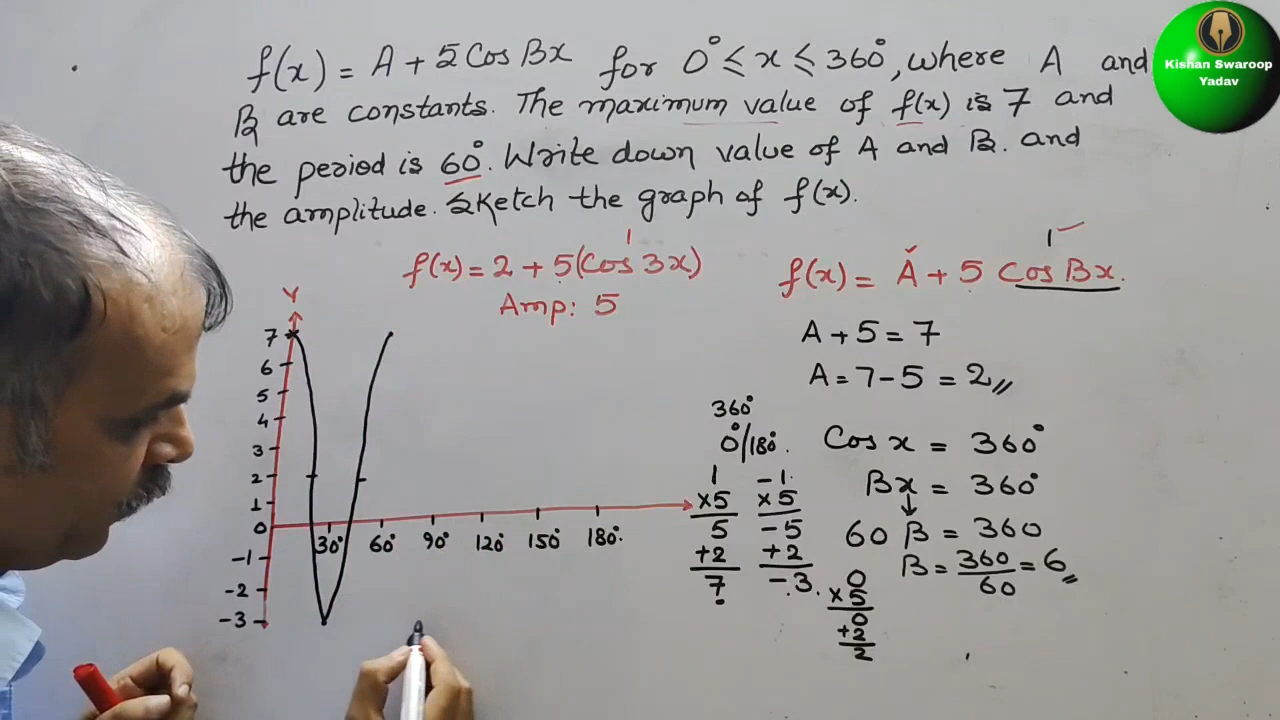 f(x) = A + 5 Cos Bx for 0° ≤ x ≤ 360°, where A and
B are constants. The maximum value of f(x) is 7 and
the period is 60°. Write down value of A and B. and
the amplitude. Sketch the graph of f(x).
Kishan Swaroop
Yadav
1
f(x) = 2 + 5(Cos 3x)
Amp: 5
1
f(x) = A + 5 Cos Bx.
A + 5 = 7
A = 7 - 5 = 2
Cos x = 360°
Bx = 360°
60 B = 360
B = 360/60 = 6
360°
0°/180°.
1 -1
×5 ×5
5 -5
+2 +2
7 -3.
0
×5
0
+2
2
Y
7
6
5
4
3
2
1
0
-1
-2
-3
30° 60° 90° 120° 150° 180°.